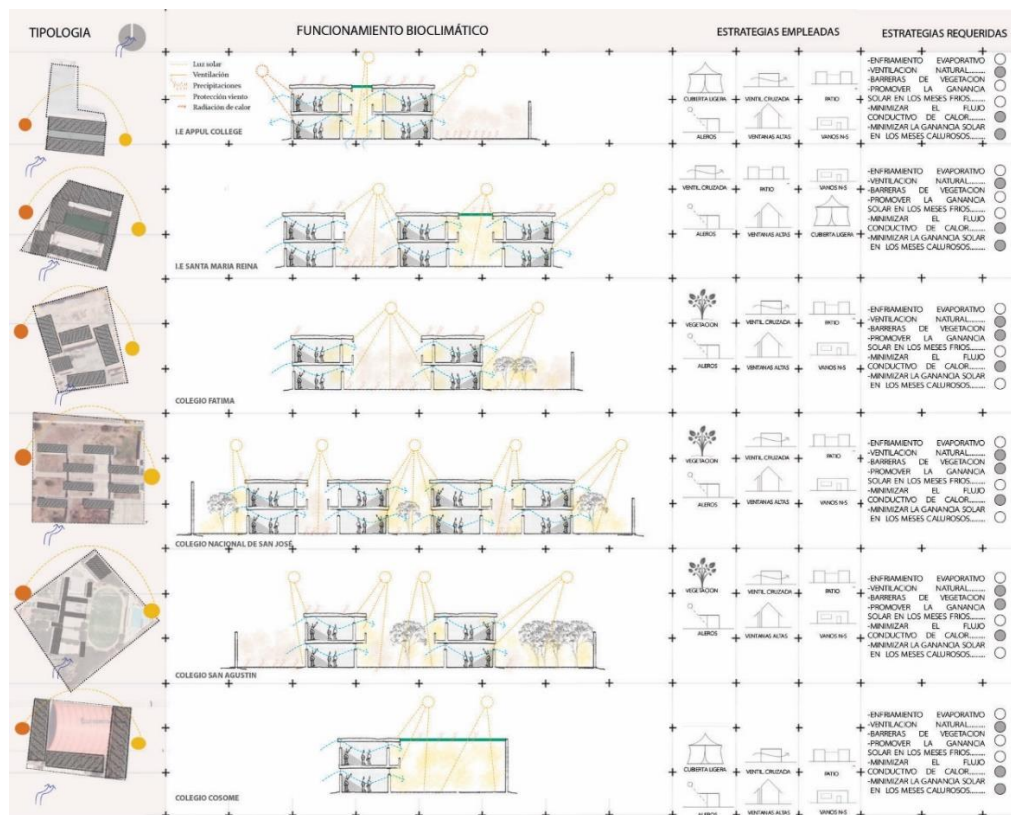 TIPOLOGIA
FUNCIONAMIENTO BIOCLIMÁTICO
ESTRATEGIAS EMPLEADAS
ESTRATEGIAS REQUERIDAS
Luz solar
Ventilación
Precipitaciones
Protección viento
Radiación de calor
I.E APPUL COLLEGE
CUBIERTA LIGERA
VENTIL CRUZADA
PATIO
ALEROS
VENTANAS ALTAS
VANOS N-S
-ENFRIAMIENTO EVAPORATIVO
-VENTILACION NATURAL........
-BARRERAS DE VEGETACION
-PROMOVER LA GANANCIA
SOLAR EN LOS MESES FRIOS-
-MINIMIZAR EL FLUJO
CONDUCTIVO DE CALOR.......
-MINIMIZAR LA GANANCIA SOLAR
EN LOS MESES CALUROSOS.......
I.E SANTA MARIA REINA
VENTIL CRUZADA
PATIO
VANOS N-S
ALEROS
VENTANAS ALTAS
CUBIERTA LIGERA
-ENFRIAMIENTO EVAPORATIVO
-VENTILACION NATURAL........
-BARRERAS DE VEGETACION
-PROMOVER LA GANANCIA
SOLAR EN LOS MESES FRIOS-
-MINIMIZAR EL FLUJO
CONDUCTIVO DE CALOR.......
-MINIMIZAR LA GANANCIA SOLAR
EN LOS MESES CALUROSOS.......
COLEGIO FATIMA
VEGETACION
VENTIL CRUZADA
PATIO
ALEROS
VENTANAS ALTAS
VANOS N-S
-ENFRIAMIENTO EVAPORATIVO
-VENTILACION NATURAL........
-BARRERAS DE VEGETACION
-PROMOVER LA GANANCIA
SOLAR EN LOS MESES FRIOS-
-MINIMIZAR EL FLUJO
CONDUCTIVO DE CALOR.......
-MINIMIZAR LA GANANCIA SOLAR
EN LOS MESES CALUROSOS.......
COLEGIO NACIONAL DE SAN JOSÉ
VEGETACION
VENTIL CRUZADA
PATIO
ALEROS
VENTANAS ALTAS
VANOS N-S
-ENFRIAMIENTO EVAPORATIVO
-VENTILACION NATURAL........
-BARRERAS DE VEGETACION
-PROMOVER LA GANANCIA
SOLAR EN LOS MESES FRIOS-
-MINIMIZAR EL FLUJO
CONDUCTIVO DE CALOR.......
-MINIMIZAR LA GANANCIA SOLAR
EN LOS MESES CALUROSOS.......
COLEGIO SAN AGUSTIN
VEGETACION
VENTIL CRUZADA
PATIO
ALEROS
VENTANAS ALTAS
VANOS N-S
-ENFRIAMIENTO EVAPORATIVO
-VENTILACION NATURAL........
-BARRERAS DE VEGETACION
-PROMOVER LA GANANCIA
SOLAR EN LOS MESES FRIOS-
-MINIMIZAR EL FLUJO
CONDUCTIVO DE CALOR.......
-MINIMIZAR LA GANANCIA SOLAR
EN LOS MESES CALUROSOS.......
COLEGIO COSOME
CUBIERTA LIGERA
VENTIL CRUZADA
PATIO
ALEROS
VENTANAS ALTAS
VANOS N-S
-ENFRIAMIENTO EVAPORATIVO
-VENTILACION NATURAL........
-BARRERAS DE VEGETACION
-PROMOVER LA GANANCIA
SOLAR EN LOS MESES FRIOS-
-MINIMIZAR EL FLUJO
CONDUCTIVO DE CALOR.......
-MINIMIZAR LA GANANCIA SOLAR
EN LOS MESES CALUROSOS.......